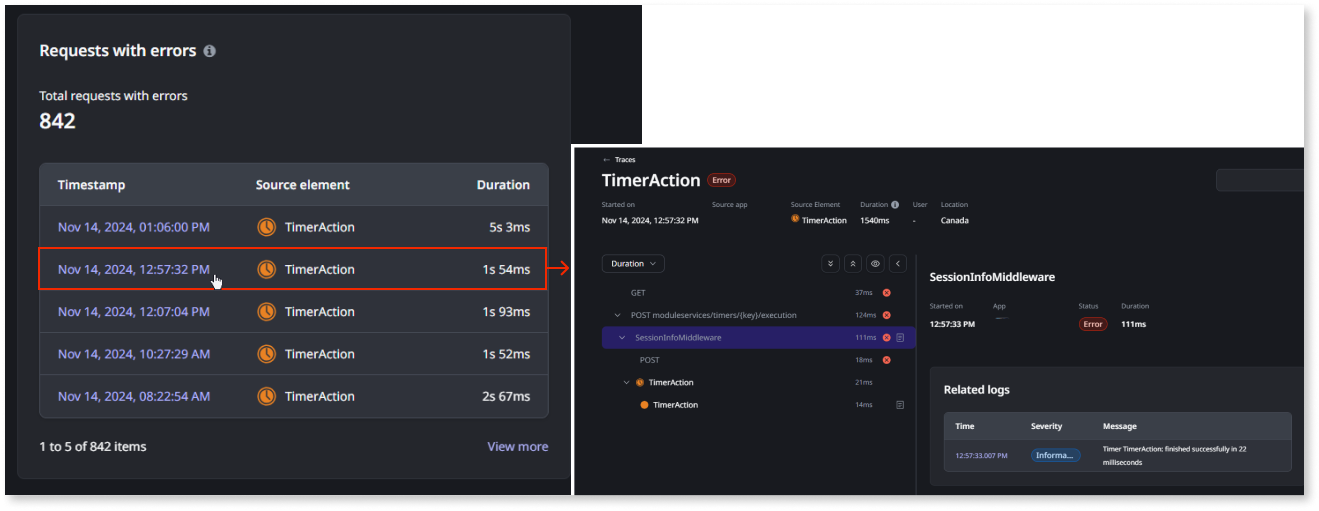 Requests with errors
Total requests with errors
842
Timestamp Source element Duration
Nov 14, 2024, 01:06:00 PM TimerAction 5s 3ms
Nov 14, 2024, 12:57:32 PM TimerAction 1s 54ms
Nov 14, 2024, 12:07:04 PM TimerAction 1s 93ms
Nov 14, 2024, 10:27:29 AM TimerAction 1s 52ms
Nov 14, 2024, 08:22:54 AM TimerAction 2s 67ms
1 to 5 of 842 items View more
← Traces
TimerAction Error
Started on Source app Source Element Duration User Location
Nov 14, 2024, 12:57:32 PM TimerAction 1540ms - Canada
Duration
GET 37ms
POST moduleservices/timers/{key}/execution 124ms
SessionInfoMiddleware 111ms
POST 18ms
TimerAction 21ms
TimerAction 14ms
SessionInfoMiddleware
Started on App Status Duration
12:57:33 PM Error 111ms
Related logs
Time Severity Message
12:57:33.007 PM Informa... Timer TimerAction: finished successfully in 22
milliseconds